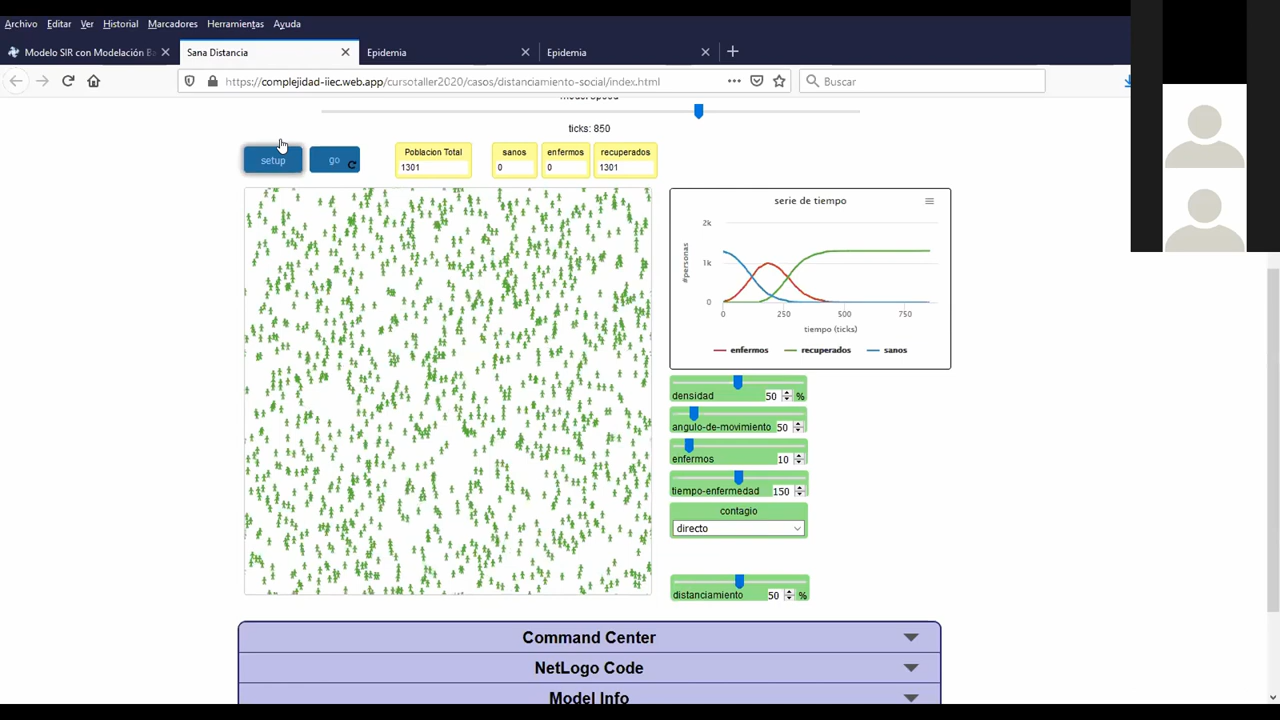 Archivo Editar Ver Historial Marcadores Herramientas Ayuda
Modelo SIR con Modelación Ba
Sana Distancia
Epidemia
Epidemia
https://complejidad-iiec.web.app/cursotaller2020/casos/distanciamiento-social/index.html
Buscar
model speed
ticks: 850
setup
go
Poblacion Total
1301
sanos
0
enfermos
0
recuperados
1301
serie de tiempo
#personas
2k
1k
0
0 250 500 750
tiempo (ticks)
enfermos recuperados sanos
densidad 50 %
angulo-de-movimiento 50
enfermos 10
tiempo-enfermedad 150
contagio
directo
distanciamiento 50 %
Command Center
NetLogo Code
Model Info